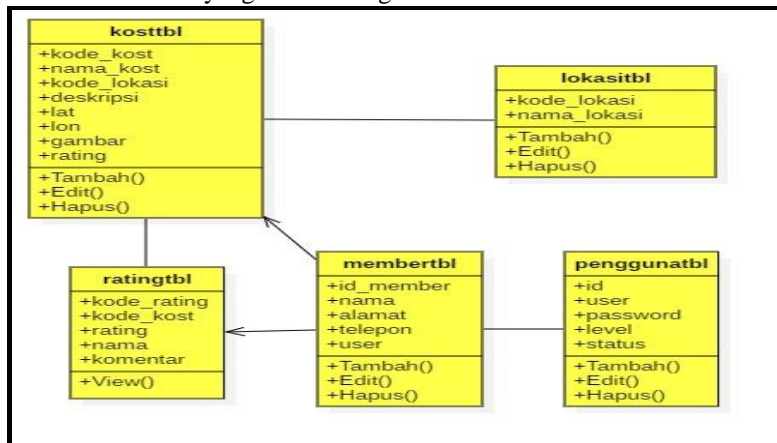 kosttbl
+kode_kost
+nama_kost
+kode_lokasi
+deskripsi
+lat
+lon
+gambar
+rating
+Tambah()
+Edit()
+Hapus()
lokasitbl
+kode_lokasi
+nama_lokasi
+Tambah()
+Edit()
+Hapus()
ratingtbl
+kode_rating
+kode_kost
+rating
+nama
+komentar
+View()
membertbl
+id_member
+nama
+alamat
+telepon
+user
+Tambah()
+Edit()
+Hapus()
penggunatbl
+id
+user
+password
+level
+status
+Tambah()
+Edit()
+Hapus()